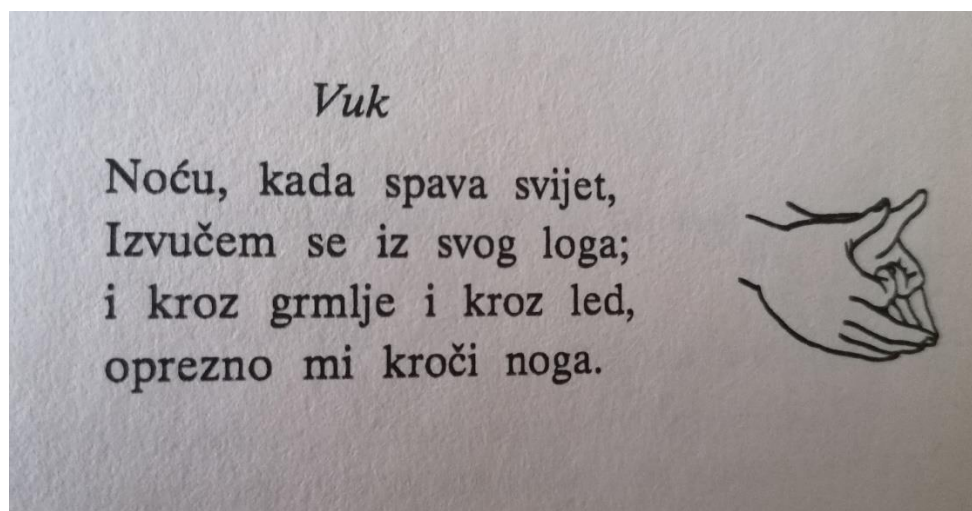 Vuk
Noću, kada spava svijet,
Izvučem se iz svog loga;
i kroz grmlje i kroz led,
oprezno mi kroči noga.